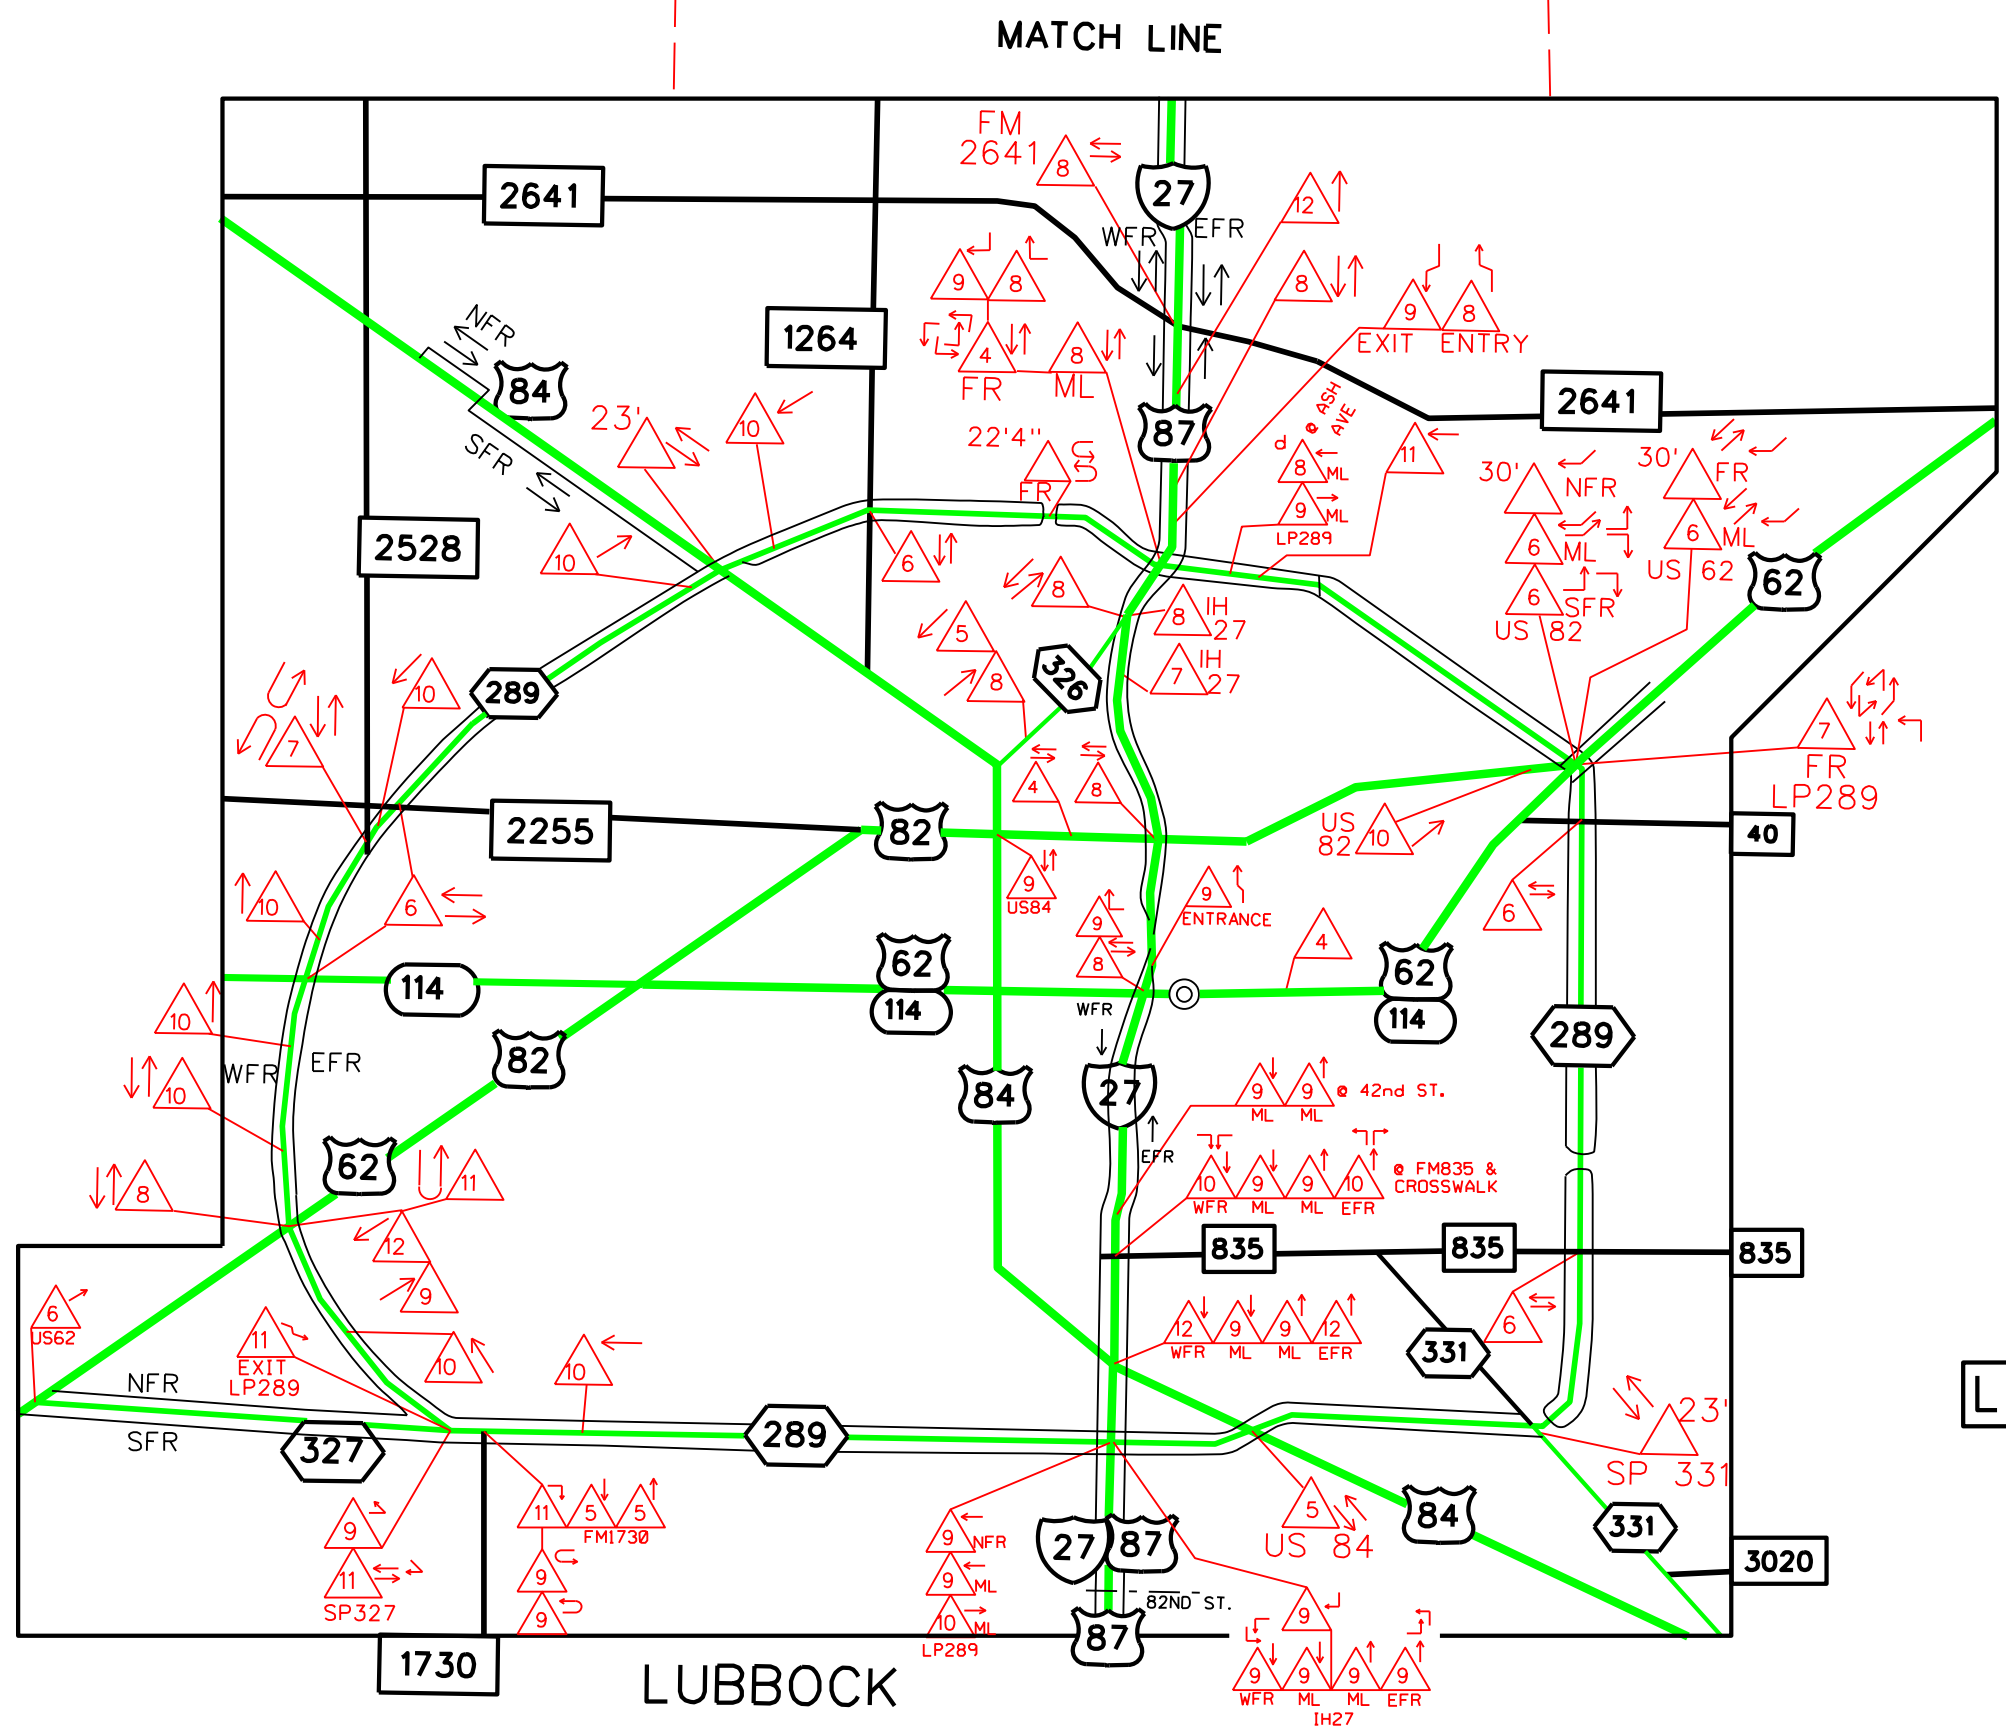 MATCH LINE
FM
2641
8
27
12
2641
WFR
EFR
9
8
8
9
8
EXIT
ENTRY
NFR
1264
4
FR
8
ML
84
23'
10
87
22'4"
FR
d @ ASH
AVE
8
ML
9
ML
LP289
11
2641
30'
NFR
6
ML
6
SFR
US 82
30'
FR
6
ML
US 62
62
SFR
2528
10
6
8
8
IH
27
5
8
7
IH
27
326
289
10
7
7
FR
LP289
4
8
US
82
10
40
2255
82
9
US84
9
ENTRANCE
10
6
9
8
4
6
114
62
114
62
114
10
WFR
289
WFR
EFR
82
10
84
27
9
ML
9
ML
@ 42nd ST.
EFR
62
8
11
10
WFR
9
ML
9
ML
10
EFR
@ FM835 &
CROSSWALK
12
9
835
835
835
6
US62
11
EXIT
LP289
10
10
12
WFR
9
ML
9
ML
12
EFR
6
331
NFR
SFR
327
289
23'
SP 331
L
9
11
SP327
11
5
5
FM1730
9
9
9
NFR
9
ML
10
ML
LP289
27
87
5
US 84
84
331
3020
82ND ST.
87
9
1730
LUBBOCK
9
WFR
9
ML
9
ML
9
EFR
IH27